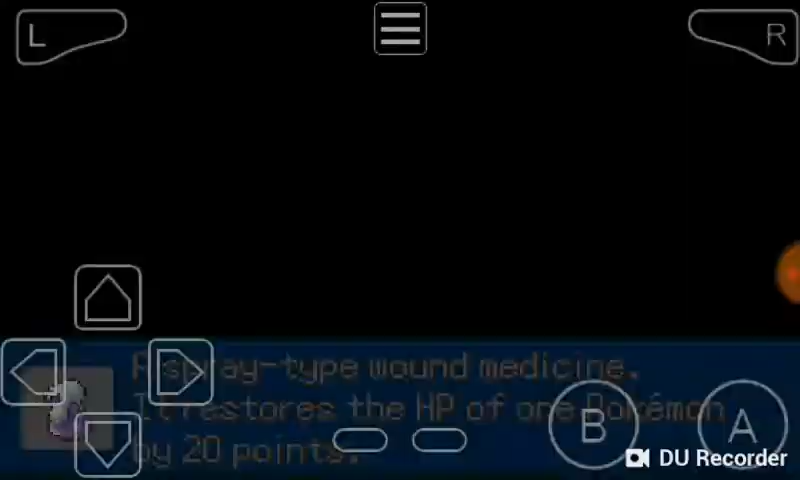 L
R
A spray-type wound medicine.
It restores the HP of one Pokémon
by 20 points.
B
A
DU Recorder